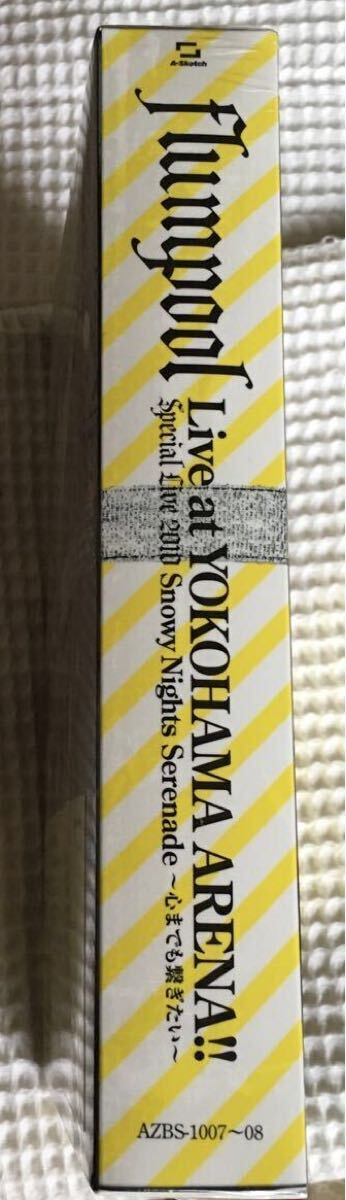 A-Sketch
flumpool
Live at YOKOHAMA ARENA!!
Special Live 2010 Snowy Nights Serenade ～心までも繋ぎたい～
AZBS-1007～08